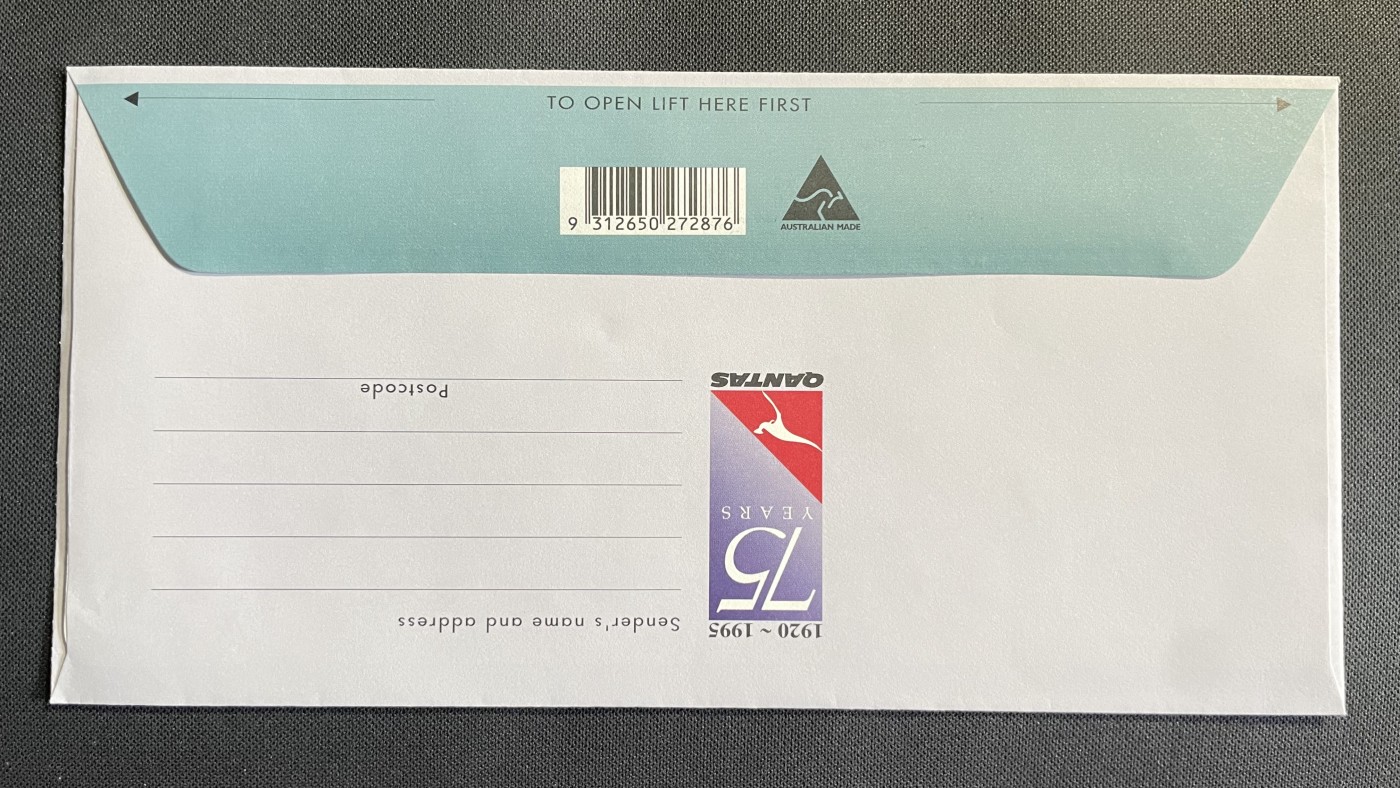 TO OPEN LIFT HERE FIRST
9 312650 272876
AUSTRALIAN MADE
1920 ~ 1995
75
YEARS
QANTAS
Sender's name and address
Postcode